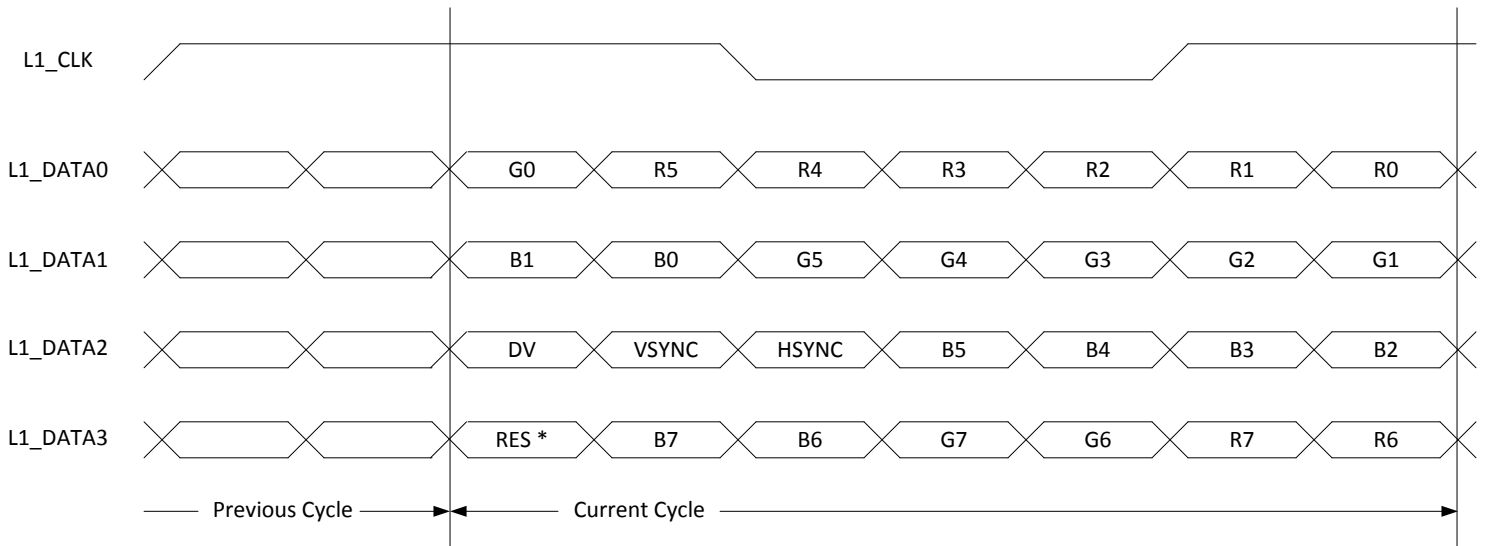 L1_CLK
L1_DATA0 G0 R5 R4 R3 R2 R1 R0
L1_DATA1 B1 B0 G5 G4 G3 G2 G1
L1_DATA2 DV VSYNC HSYNC B5 B4 B3 B2
L1_DATA3 RES * B7 B6 G7 G6 R7 R6
Previous Cycle Current Cycle